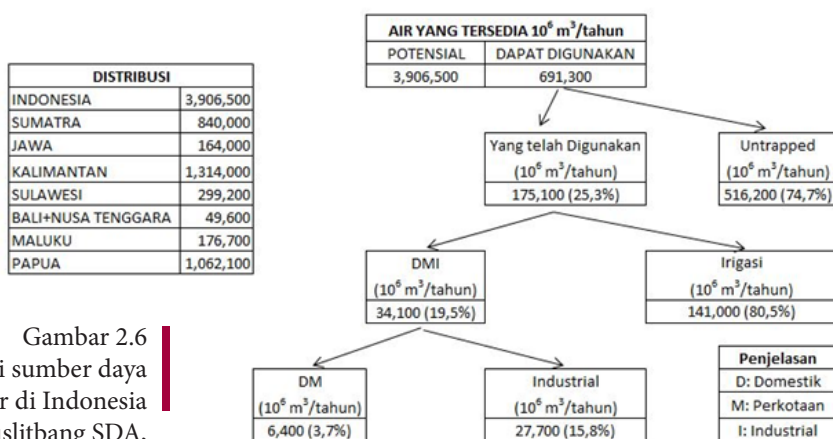 AIR YANG TERSEDIA 10⁶ m³/tahun
POTENSIAL DAPAT DIGUNAKAN
3,906,500 691,300
DISTRIBUSI
INDONESIA 3,906,500
SUMATRA 840,000
JAWA 164,000
KALIMANTAN 1,314,000
SULAWESI 299,200
BALI+NUSA TENGGARA 49,600
MALUKU 176,700
PAPUA 1,062,100
Yang telah Digunakan
(10⁶ m³/tahun)
175,100 (25,3%)
Untrapped
(10⁶ m³/tahun)
516,200 (74,7%)
DMI
(10⁶ m³/tahun)
34,100 (19,5%)
Irigasi
(10⁶ m³/tahun)
141,000 (80,5%)
DM
(10⁶ m³/tahun)
6,400 (3,7%)
Industrial
(10⁶ m³/tahun)
27,700 (15,8%)
Penjelasan
D: Domestik
M: Perkotaan
I: Industrial
Gambar 2.6
sumber daya
di Indonesia
SDA.